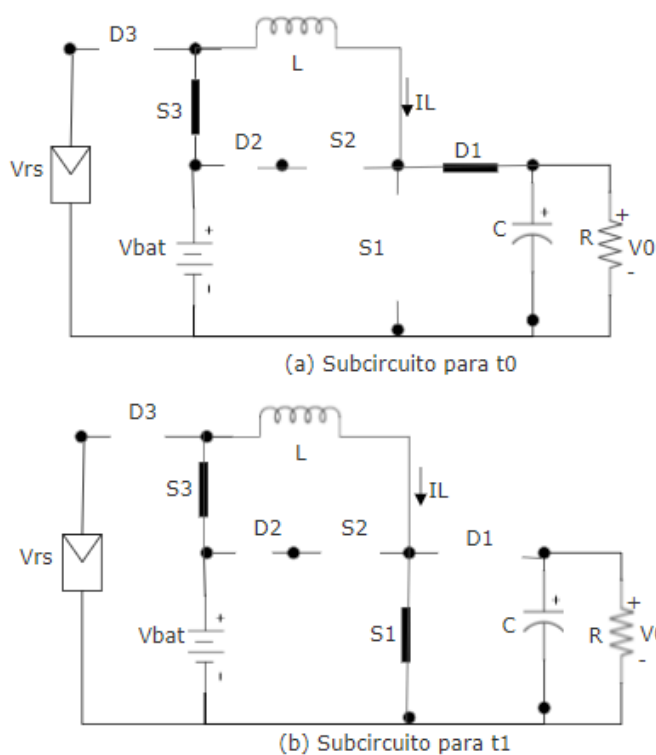 D3
L
S3
IL
D2
S2
D1
Vrs
+
+
C
R
V0
Vbat
S1
-
-
(a) Subcircuito para t0
D3
L
S3
IL
D2
S2
D1
Vrs
+
+
C
R
V
Vbat
S1
-
-
(b) Subcircuito para t1